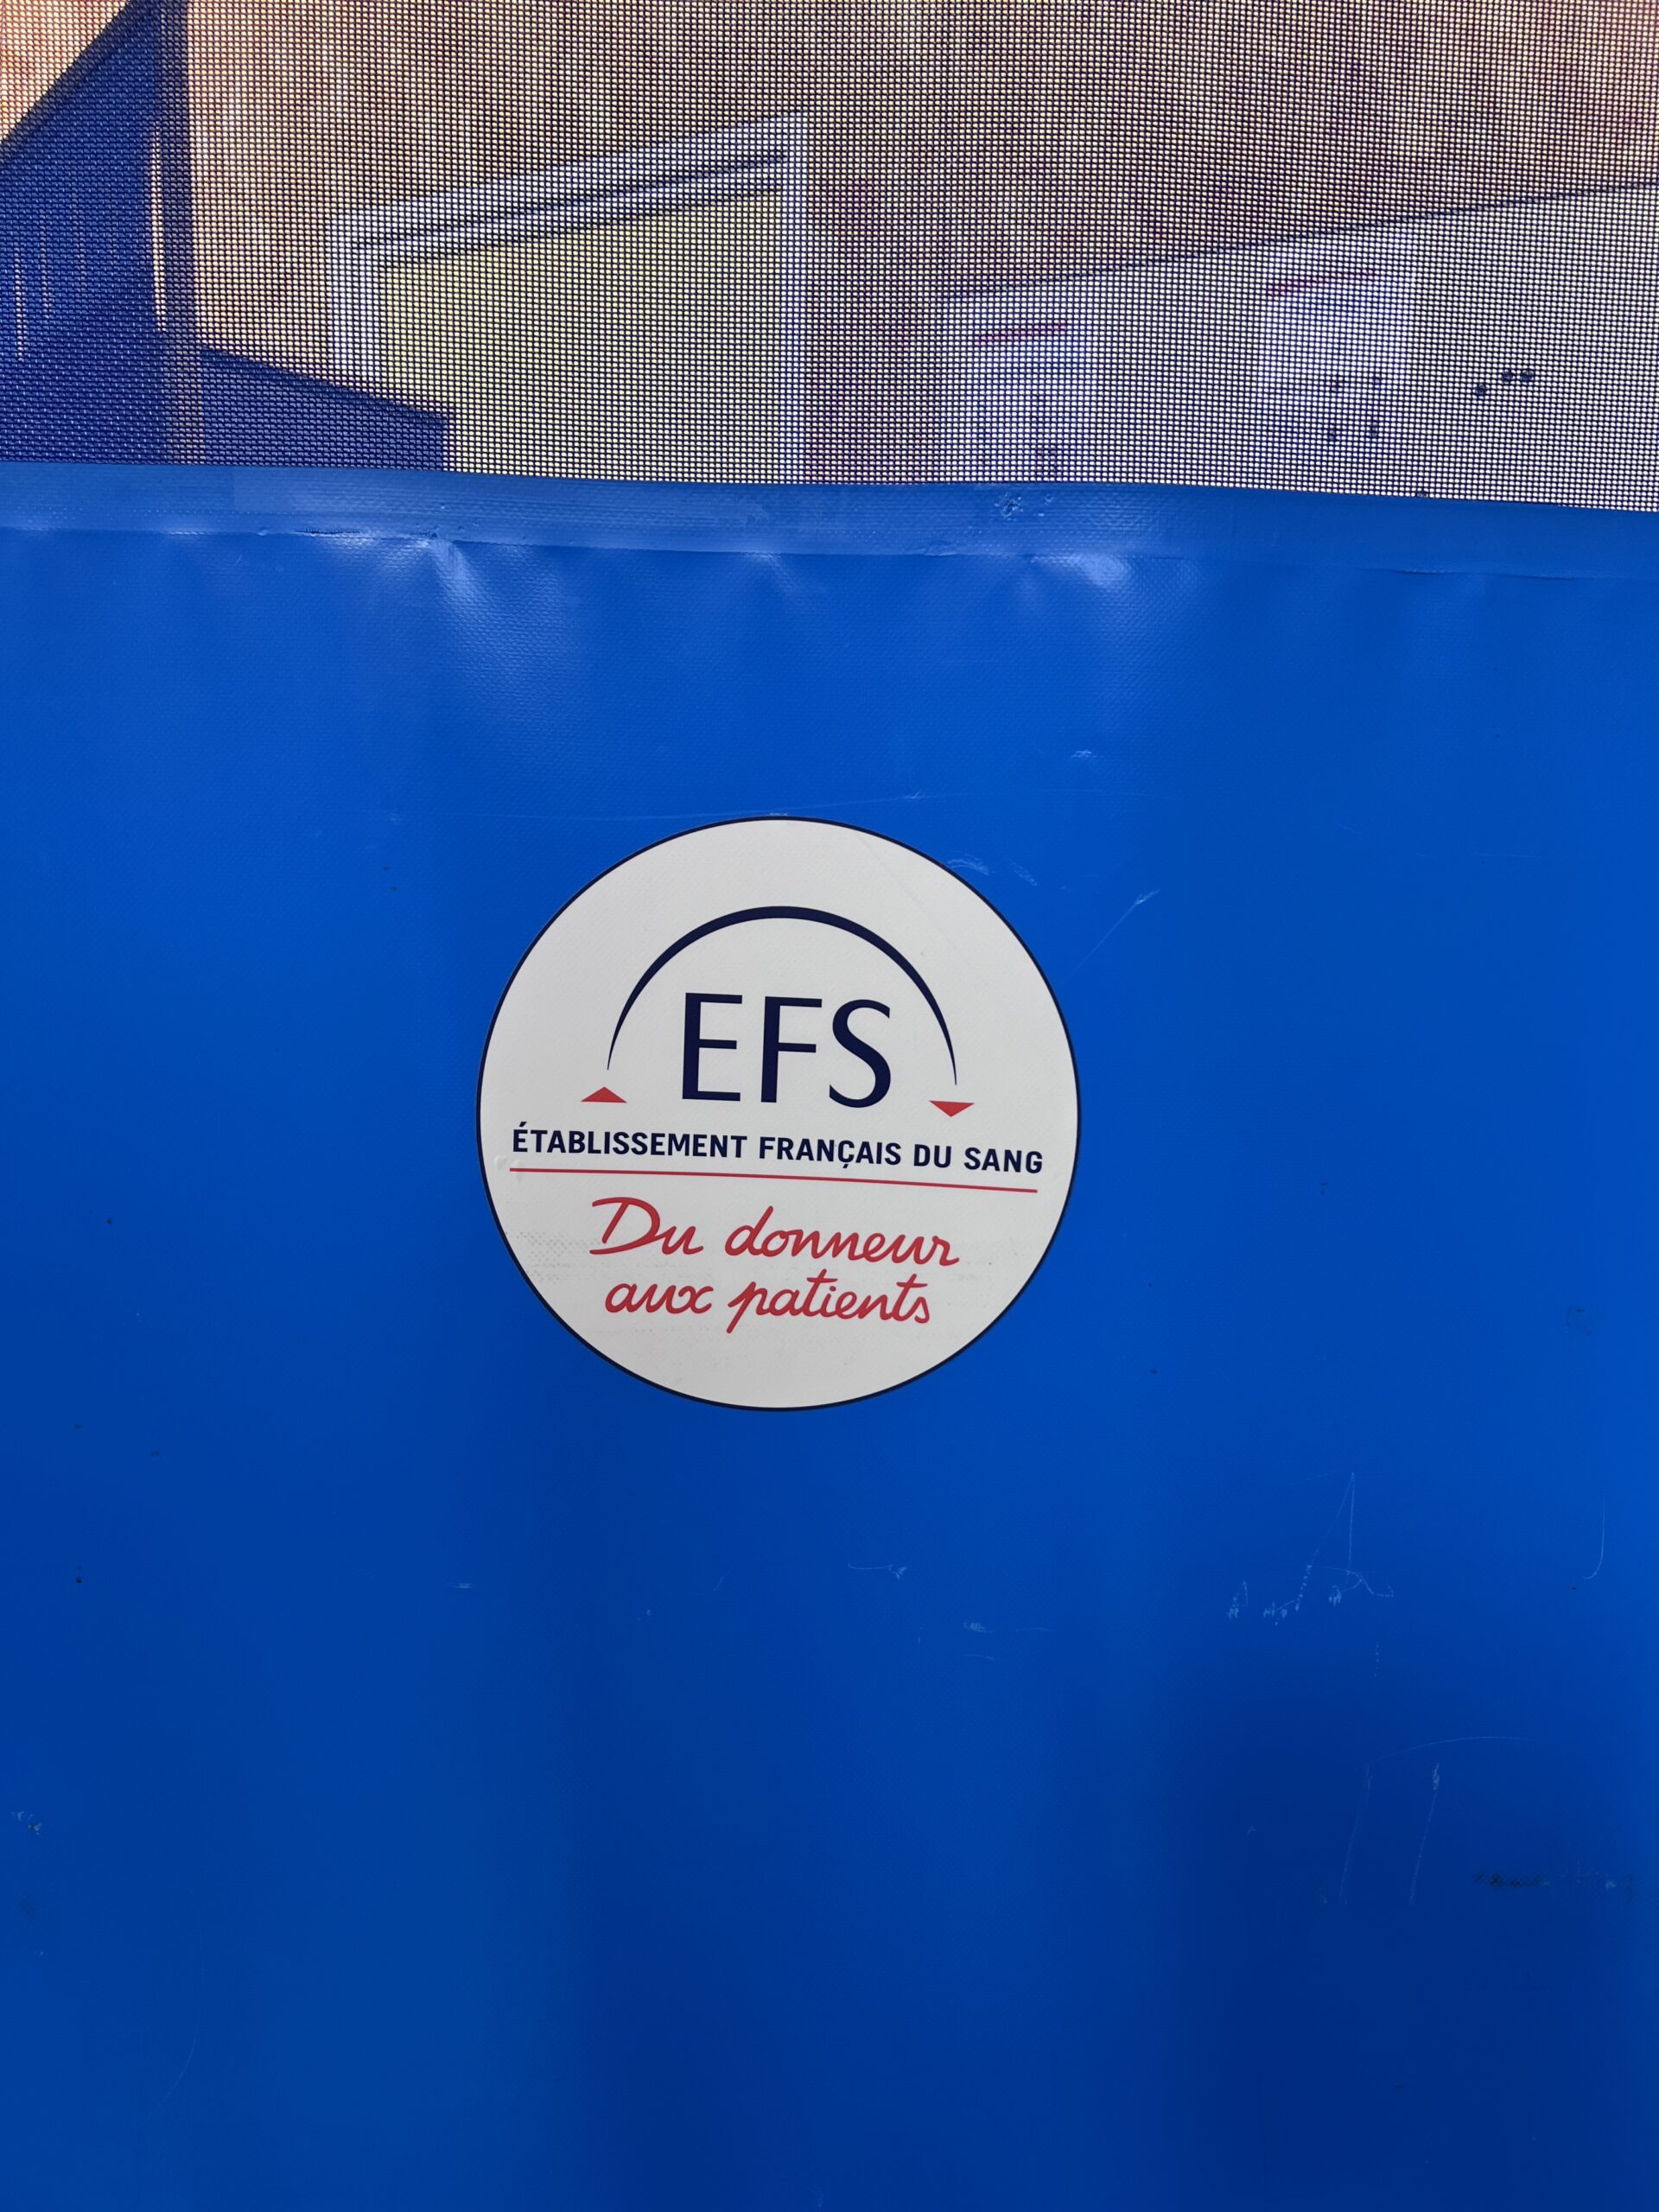 EFS
ÉTABLISSEMENT FRANÇAIS DU SANG
Du donneur
aux patients